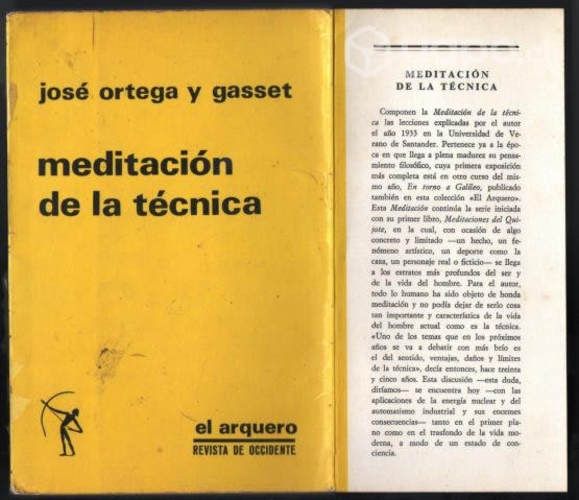 josé ortega y gasset
meditación
de la técnica
el arquero
REVISTA DE OCCIDENTE
MEDITACIÓN
DE LA TÉCNICA
Componen la Meditación de la técni-
ca las lecciones explicadas por el autor
el año 1933 en la Universidad de Ve-
rano de Santander. Pertenece ya a la épo-
ca en que llega a plena madurez su pensa-
miento filosófico, cuya primera exposición
más completa está en otro curso del mis-
mo año, En torno a Galileo, publicado
también en esta colección «El Arquero».
Esta Meditación continúa la serie iniciada
con su primer libro, Meditaciones del Qui-
jote, en la cual, con ocasión de algo
concreto y limitado —un hecho, un fe-
nómeno artístico, un deporte como la
caza, un personaje real o ficticio— se llega
a los estratos más profundos del ser y
de la vida del hombre. Para el autor,
todo lo humano ha sido objeto de honda
meditación y no podía dejar de serlo cosa
tan importante y característica de la vida
del hombre actual como es la técnica.
«Uno de los temas que en los próximos
años se va a debatir con más brío es
el del sentido, ventajas, daños y límites
de la técnica», decía entonces, hace treinta
y cinco años. Esta discusión —esta duda,
diríamos— se encuentra hoy —con las
aplicaciones de la energía nuclear y del
automatismo industrial y sus enormes
consecuencias— tanto en el primer pla-
no como en el trasfondo de la vida mo-
derna, a modo de un estado de con-
ciencia.